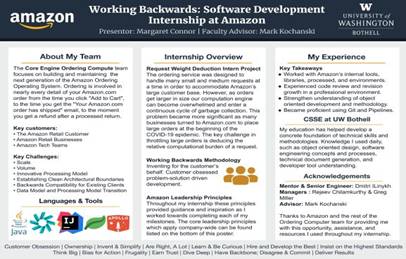 amazon
Working Backwards: Software Development
Internship at Amazon
Presenter: Margaret Connor | Faculty Advisor: Mark Kochanski
W
UNIVERSITY of
WASHINGTON
BOTHELL
About My Team
The Core Engine Ordering Compute team
focuses on building and maintaining the
next generation of the Amazon Ordering
System. Ordering is involved in
nearly every detail of your Amazon.com
order from the time you click "Add to Cart",
to the time you get the "Your Amazon.com
order has shipped" email, to the moment
you get a refund after a processed return.
Key customers:
• The Amazon Retail Customer
• Amazon Retail Businesses
• Amazon Tech Teams
Key Challenges:
• Scale
• Volume
• Innovative Processing Model
• Establishing Clean Architectural Boundaries
• Backwards Compatibility for Existing Clients
• Data Model and Processing Model Transition
Languages & Tools
Java
IJ
APOLLO
Internship Overview
Request Weight Deduction Intern Project
The ordering service was designed to
handle many small and medium requests at
a time in order to accommodate Amazon's
large customer base. However, as orders
get larger in size our computing engine
can become overwhelmed and enter a
continuous cycle of garbage collection. This
problem became more significant as many
businesses turned to Amazon.com to place
large orders at the beginning of the
COVID-19 epidemic. The key challenge in
throttling large orders is deducing the
relative computational burden of a request.
Working Backwards Methodology
Inventing for the customer's
behalf. Customer obsessed
problem-solution driven
development.
Amazon Leadership Principles
Throughout my internship these principles
provided guidance and inspiration as I
worked towards completing each of my
milestones. The core leadership principles
which apply company-wide can be found
listed on the bottom of this poster!
My Experience
Key Takeways
• Worked with Amazon's internal tools,
libraries, processed, and environments.
• Experienced code review and revision
growth in a professional environment.
• Strengthen understanding of object
oriented development and methodology.
• Became proficient using Git and Pipelines.
CSSE at UW Bothell
My education has helped develop a
concrete foundation of technical skills and
methodologies. Knowledge I used daily,
such as object oriented design, software
engineering concepts and processes,
technical document generation, and
developer tool understanding.
Acknowledgements
Mentor & Senior Engineer: Dmitri
Managers : Rejeev Chilamkurthy & Greg
Miller
Advisor: Mark Kochanski
Thanks to Amazon and the rest of the
Ordering Compute team for providing me
with this opportunity, assistance, and
resources I used throughout my internship.
Customer Obsession | Ownership | Invent & Simplify | Are Right, A Lot | Learn & Be Curious | Hire and Develop the Best | Insist on the Highest Standards
Think Big | Bias for Action | Frugality | Earn Trust | Dive Deep | Have Backbone; Disagree & Commit | Deliver Results